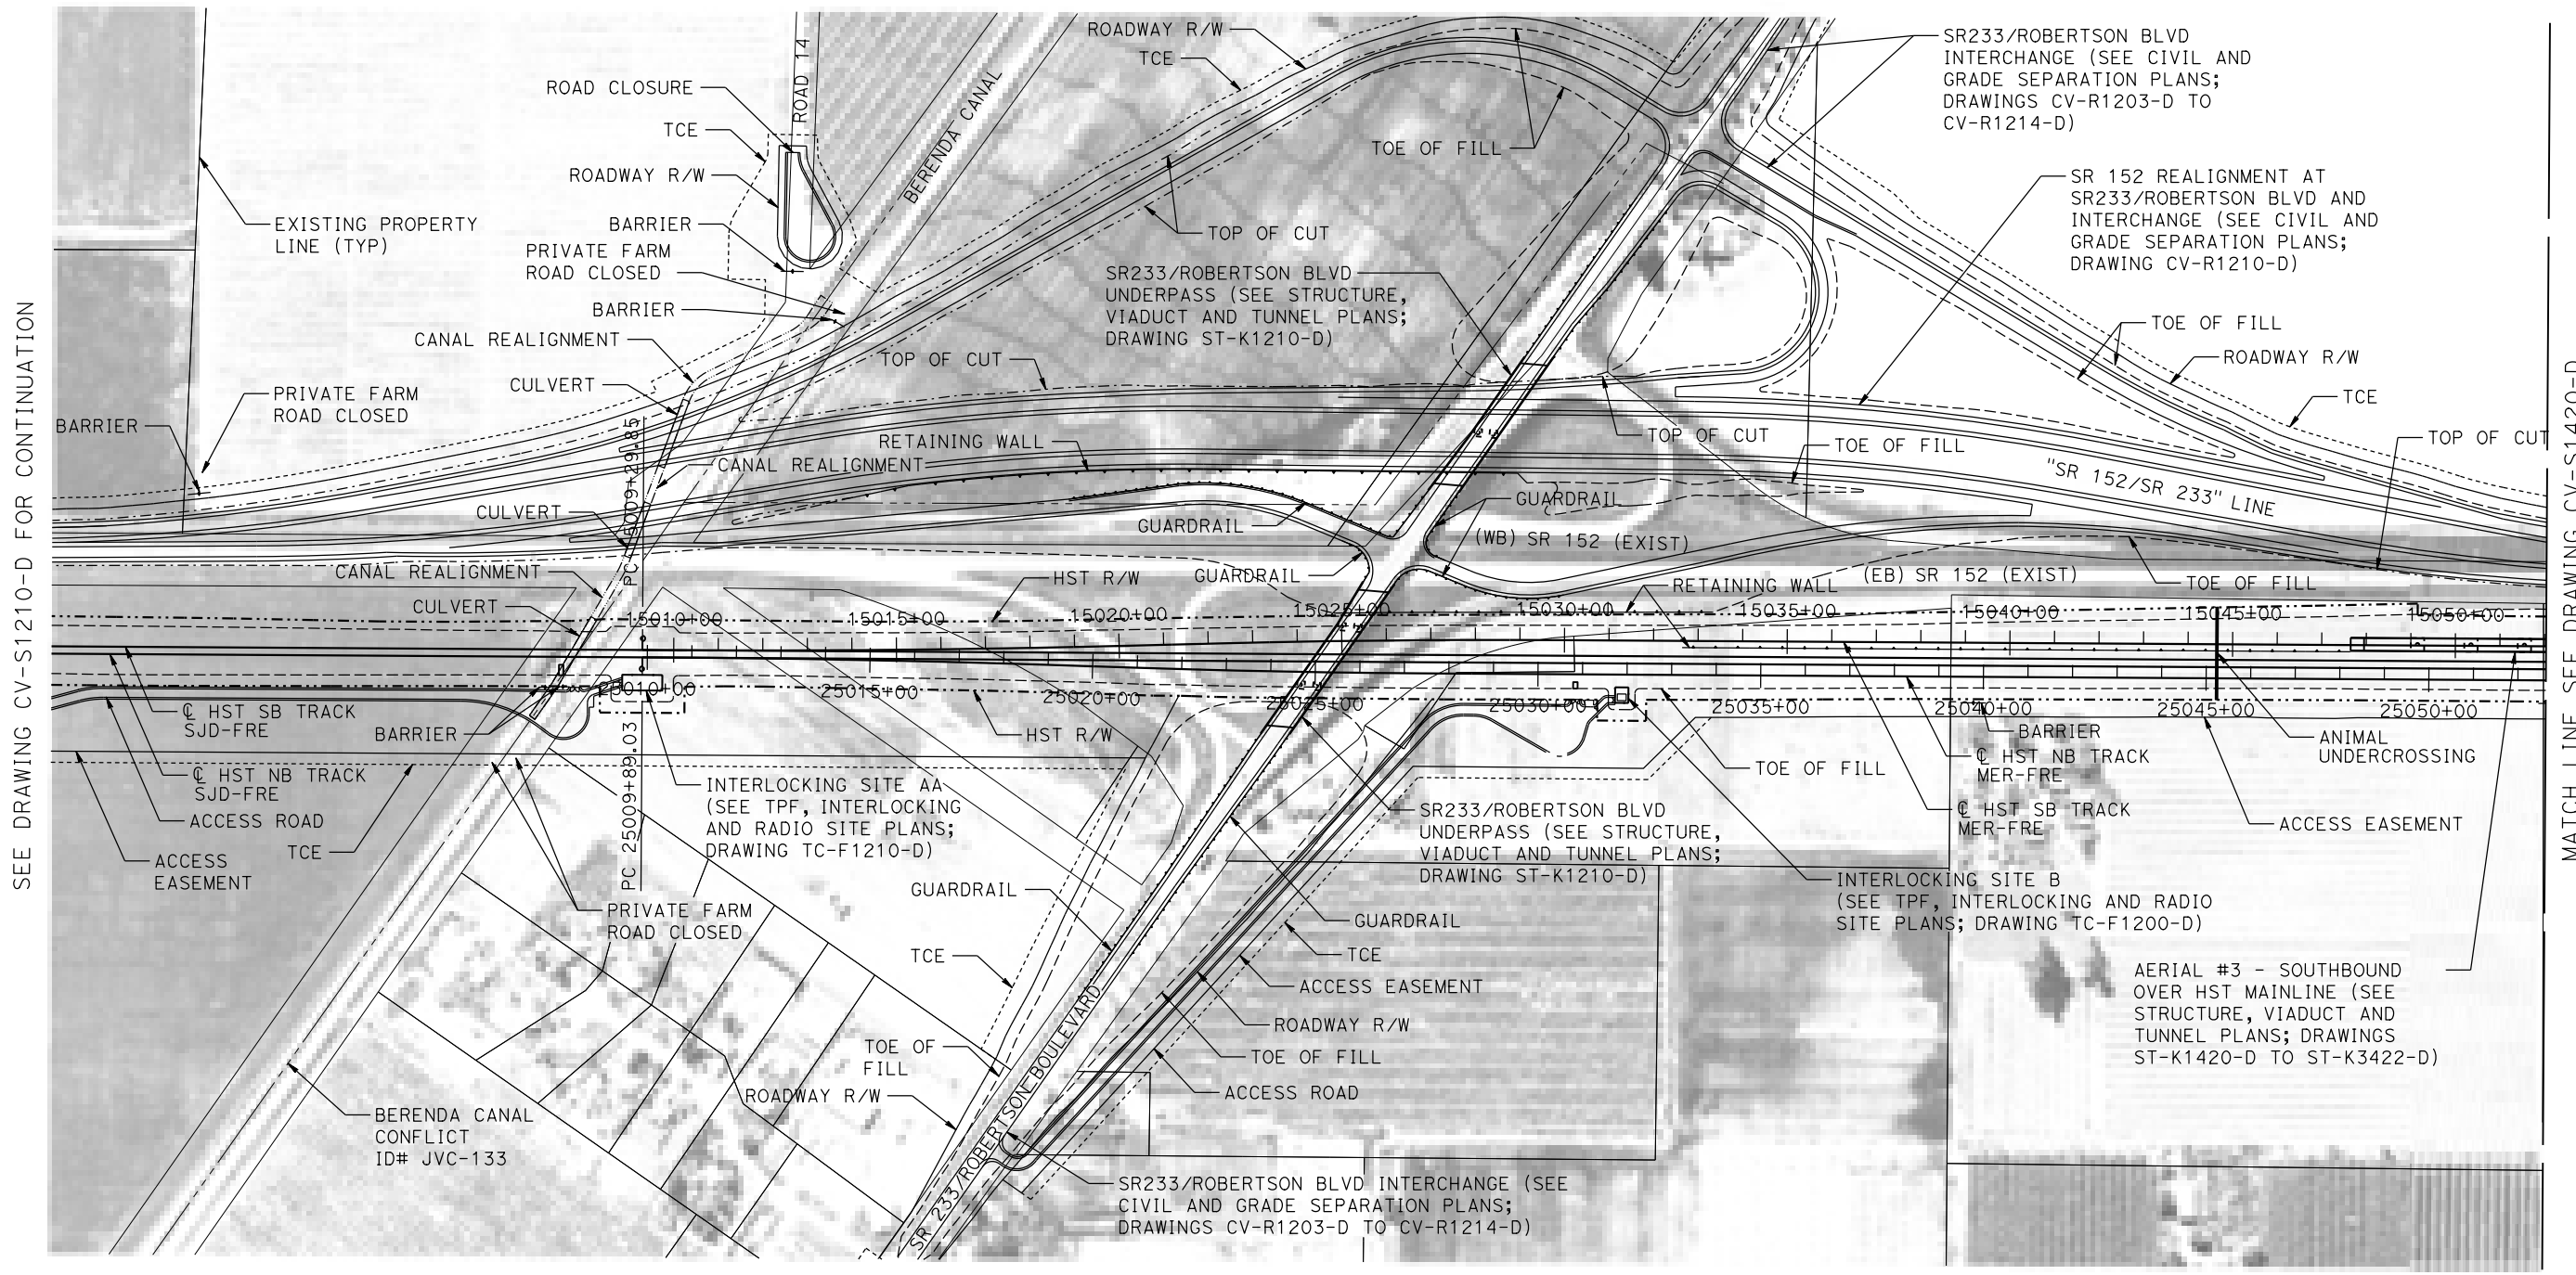 ROADWAY R/W
TCE
SR233/ROBERTSON BLVD
INTERCHANGE (SEE CIVIL AND
GRADE SEPARATION PLANS;
DRAWINGS CV-R1203-D TO
CV-R1214-D)
ROAD 14
BERENDA CANAL
ROAD CLOSURE
TCE
ROADWAY R/W
BARRIER
PRIVATE FARM
ROAD CLOSED
BARRIER
CANAL REALIGNMENT
CULVERT
EXISTING PROPERTY
LINE (TYP)
TOE OF FILL
TOP OF CUT
SR 152 REALIGNMENT AT
SR233/ROBERTSON BLVD AND
INTERCHANGE (SEE CIVIL AND
GRADE SEPARATION PLANS;
DRAWING CV-R1210-D)
SR233/ROBERTSON BLVD
UNDERPASS (SEE STRUCTURE,
VIADUCT AND TUNNEL PLANS;
DRAWING ST-K1210-D)
TOE OF FILL
ROADWAY R/W
TCE
TOP OF CUT
SEE DRAWING CV-S1210-D FOR CONTINUATION
PRIVATE FARM
ROAD CLOSED
BARRIER
TOP OF CUT
RETAINING WALL
CANAL REALIGNMENT
CULVERT
PC 15009+29.85
GUARDRAIL
GUARDRAIL
TOP OF CUT
TOE OF FILL
"SR 152/SR 233" LINE
MATCH LINE SEE DRAWING CV-S1420-D
(WB) SR 152 (EXIST)
(EB) SR 152 (EXIST)
TOE OF FILL
CANAL REALIGNMENT
CULVERT
HST R/W
GUARDRAIL
RETAINING WALL
15010+00
15015+00
15020+00
15025+00
15030+00
15035+00
15040+00
15045+00
15050+00
25010+00
25015+00
25020+00
25025+00
25030+00
25035+00
25040+00
25045+00
25050+00
℄ HST SB TRACK
SJD-FRE
BARRIER
HST R/W
℄ HST NB TRACK
SJD-FRE
ACCESS ROAD
TCE
ACCESS
EASEMENT
PC 25009+89.03
INTERLOCKING SITE AA
(SEE TPF, INTERLOCKING
AND RADIO SITE PLANS;
DRAWING TC-F1210-D)
PRIVATE FARM
ROAD CLOSED
BARRIER
℄ HST NB TRACK
MER-FRE
ANIMAL
UNDERCROSSING
TOE OF FILL
℄ HST SB TRACK
MER-FRE
ACCESS EASEMENT
SR233/ROBERTSON BLVD
UNDERPASS (SEE STRUCTURE,
VIADUCT AND TUNNEL PLANS;
DRAWING ST-K1210-D)
INTERLOCKING SITE B
(SEE TPF, INTERLOCKING AND RADIO
SITE PLANS; DRAWING TC-F1200-D)
GUARDRAIL
GUARDRAIL
TCE
TCE
ACCESS EASEMENT
ROADWAY R/W
TOE OF FILL
ACCESS ROAD
AERIAL #3 - SOUTHBOUND
OVER HST MAINLINE (SEE
STRUCTURE, VIADUCT AND
TUNNEL PLANS; DRAWINGS
ST-K1420-D TO ST-K3422-D)
TOE OF
FILL
ROADWAY R/W
SR 233/ROBERTSON BOULEVARD
BERENDA CANAL
CONFLICT
ID# JVC-133
SR233/ROBERTSON BLVD INTERCHANGE (SEE
CIVIL AND GRADE SEPARATION PLANS;
DRAWINGS CV-R1203-D TO CV-R1214-D)